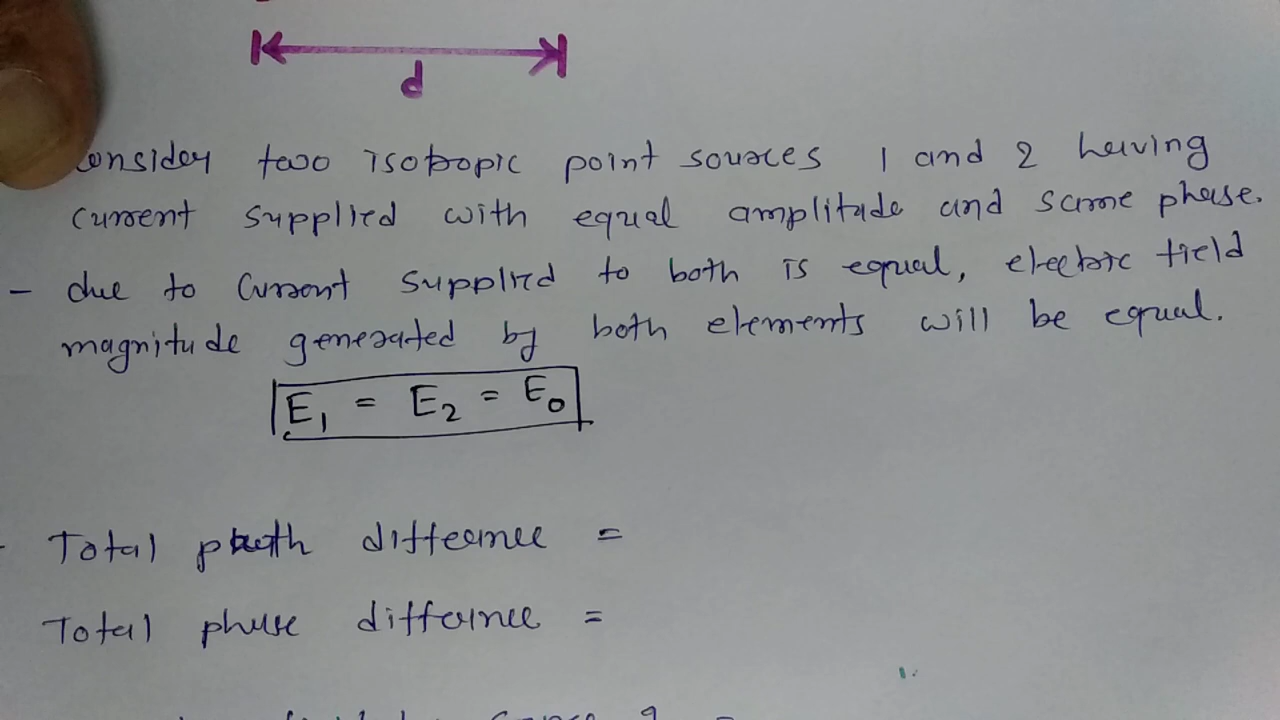 d
consider two isotropic point sources 1 and 2 having
current supplied with equal amplitude and same phase.
- due to current supplied to both is equal, electric field
magnitude generated by both elements will be equal.
E₁ = E₂ = E₀
- Total path difference =
Total phase difference =